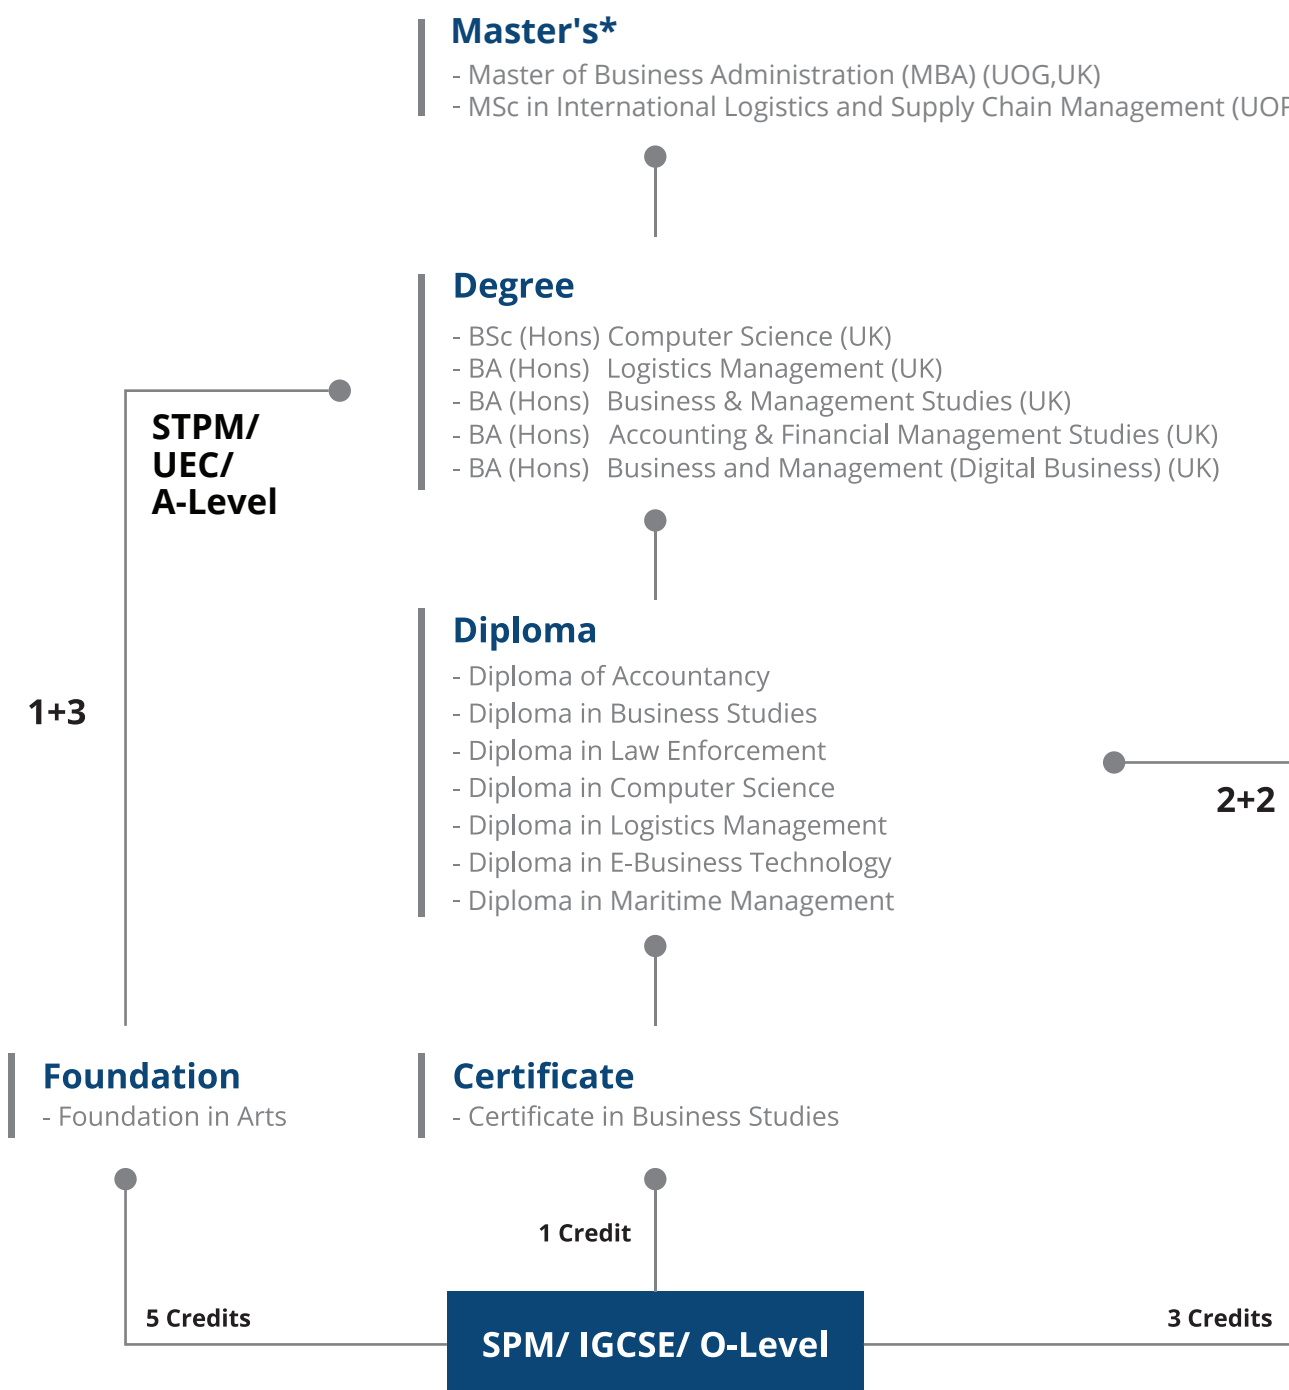 Master's*
- Master of Business Administration (MBA) (UOG,UK)
- MSc in International Logistics and Supply Chain Management
Degree
- BSc (Hons) Computer Science (UK)
- BA (Hons) Logistics Management (UK)
- BA (Hons) Business & Management Studies (UK)
- BA (Hons) Accounting & Financial Management Studies (UK)
- BA (Hons) Business and Management (Digital Business) (UK)
STPM/
UEC/
A-Level
Diploma
- Diploma of Accountancy
- Diploma in Business Studies
- Diploma in Law Enforcement
- Diploma in Computer Science
- Diploma in Logistics Management
- Diploma in E-Business Technology
- Diploma in Maritime Management
1+3
2+2
Foundation
- Foundation in Arts
Certificate
- Certificate in Business Studies
1 Credit
5 Credits
SPM/ IGCSE/ O-Level
3 Credits